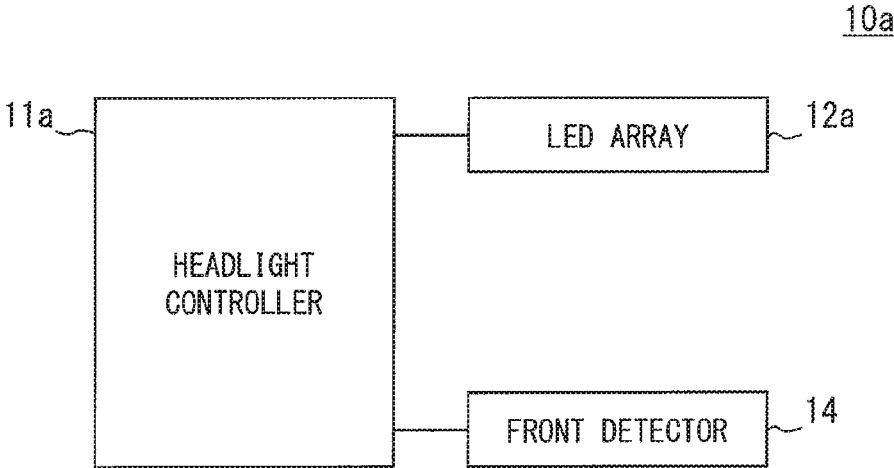 10a
11a
LED ARRAY
12a
HEADLIGHT
CONTROLLER
FRONT DETECTOR
14